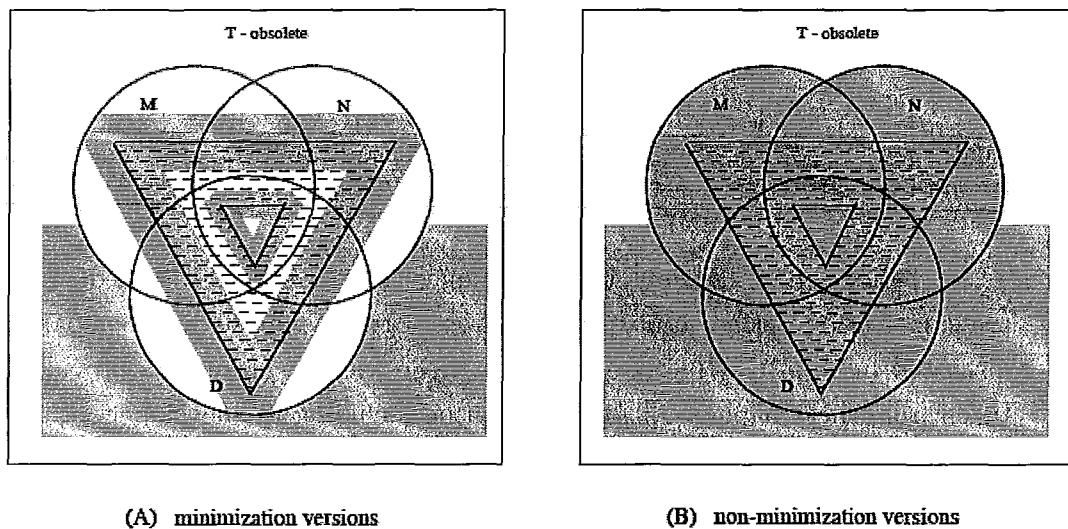 T - obsolete
M
N
D
(A) minimization versions
T - obsolete
M
N
D
(B) non-minimization versions